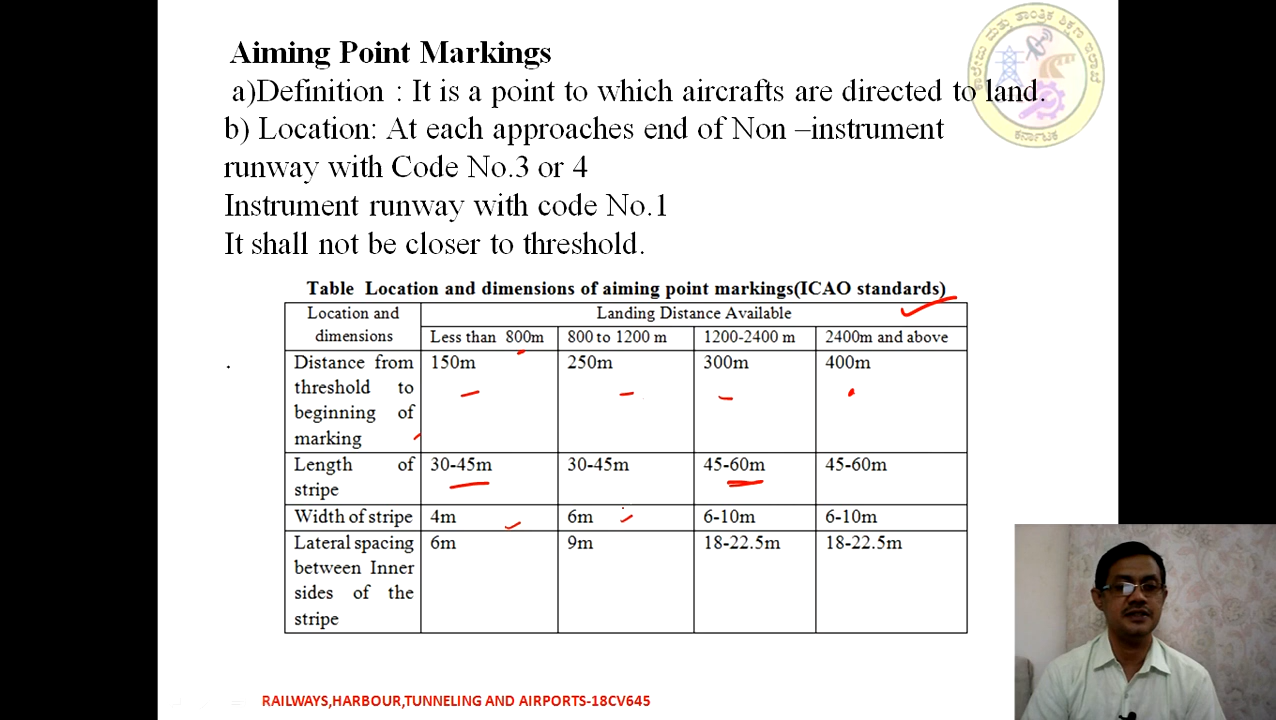 Aiming Point Markings
a)Definition : It is a point to which aircrafts are directed to land.
b) Location: At each approaches end of Non –instrument
runway with Code No.3 or 4
Instrument runway with code No.1
It shall not be closer to threshold.
Table Location and dimensions of aiming point markings(ICAO standards)
Location and dimensions Landing Distance Available
Less than 800m 800 to 1200 m 1200-2400 m 2400m and above
Distance from 150m 250m 300m 400m
threshold to
beginning of
marking
Length of 30-45m 30-45m 45-60m 45-60m
stripe
Width of stripe 4m 6m 6-10m 6-10m
Lateral spacing 6m 9m 18-22.5m 18-22.5m
between Inner
sides of the
stripe
RAILWAYS,HARBOUR,TUNNELING AND AIRPORTS-18CV645
ಕರ್ನಾಟಕ